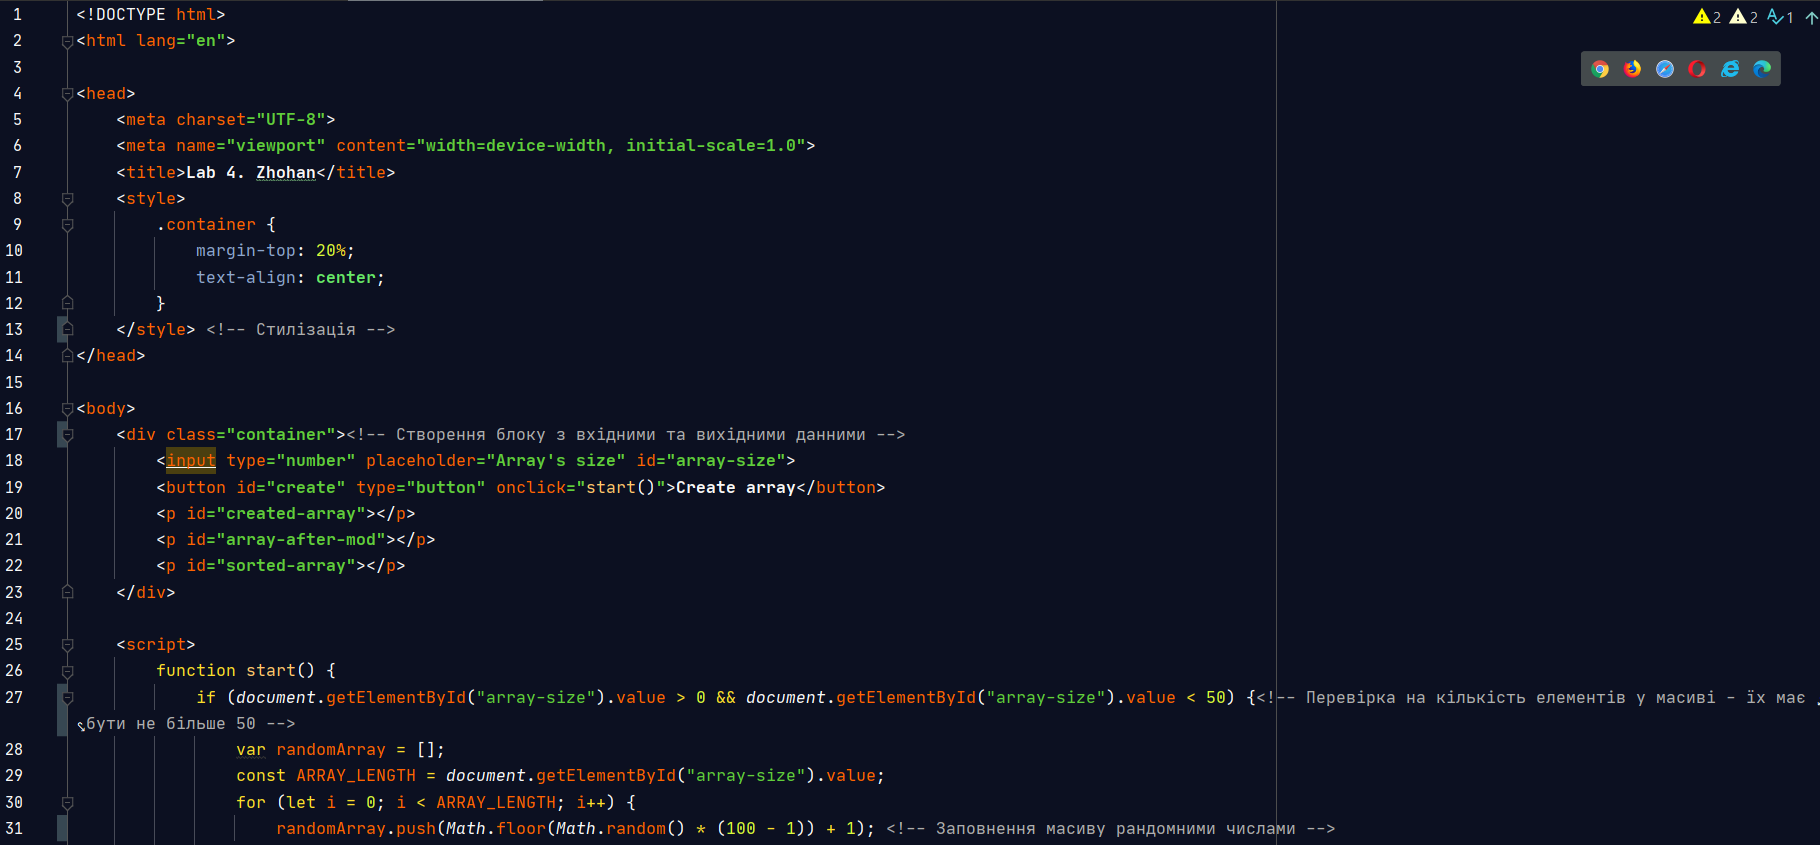 2 2 1
1 <!DOCTYPE html>
2 <html lang="en">
3
4 <head>
5     <meta charset="UTF-8">
6     <meta name="viewport" content="width=device-width, initial-scale=1.0">
7     <title>Lab 4. Zhohan</title>
8     <style>
9         .container {
10             margin-top: 20%;
11             text-align: center;
12         }
13     </style> <!-- Стилізація -->
14 </head>
15
16 <body>
17     <div class="container"><!-- Створення блоку з вхідними та вихідними данними -->
18         <input type="number" placeholder="Array's size" id="array-size">
19         <button id="create" type="button" onclick="start()">Create array</button>
20         <p id="created-array"></p>
21         <p id="array-after-mod"></p>
22         <p id="sorted-array"></p>
23     </div>
24
25     <script>
26         function start() {
27             if (document.getElementById("array-size").value > 0 && document.getElementById("array-size").value < 50) {<!-- Перевірка на кількість елементів у масиві - їх має
бути не більше 50 -->
28                 var randomArray = [];
29                 const ARRAY_LENGTH = document.getElementById("array-size").value;
30                 for (let i = 0; i < ARRAY_LENGTH; i++) {
31                     randomArray.push(Math.floor(Math.random() * (100 - 1)) + 1); <!-- Заповнення масиву рандомними числами -->